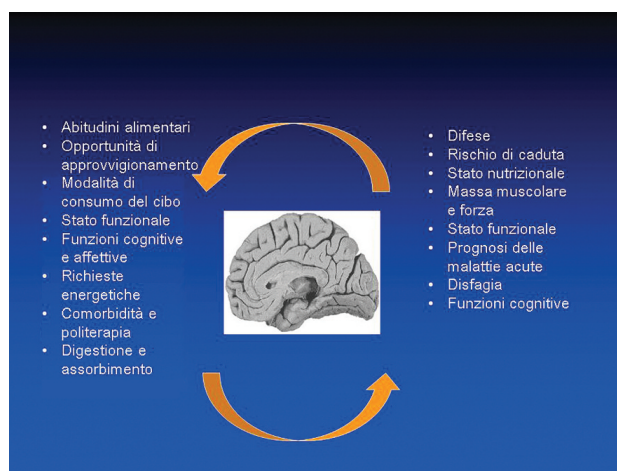 • Abitudini alimentari
• Opportunità di
approvvigionamento
• Modalità di
consumo del cibo
• Stato funzionale
• Funzioni cognitive
e affettive
• Richieste
energetiche
• Comorbidità e
politerapia
• Digestione e
assorbimento
• Difese
• Rischio di caduta
• Stato nutrizionale
• Massa muscolare
e forza
• Stato funzionale
• Prognosi delle
malattie acute
• Disfagia
• Funzioni cognitive